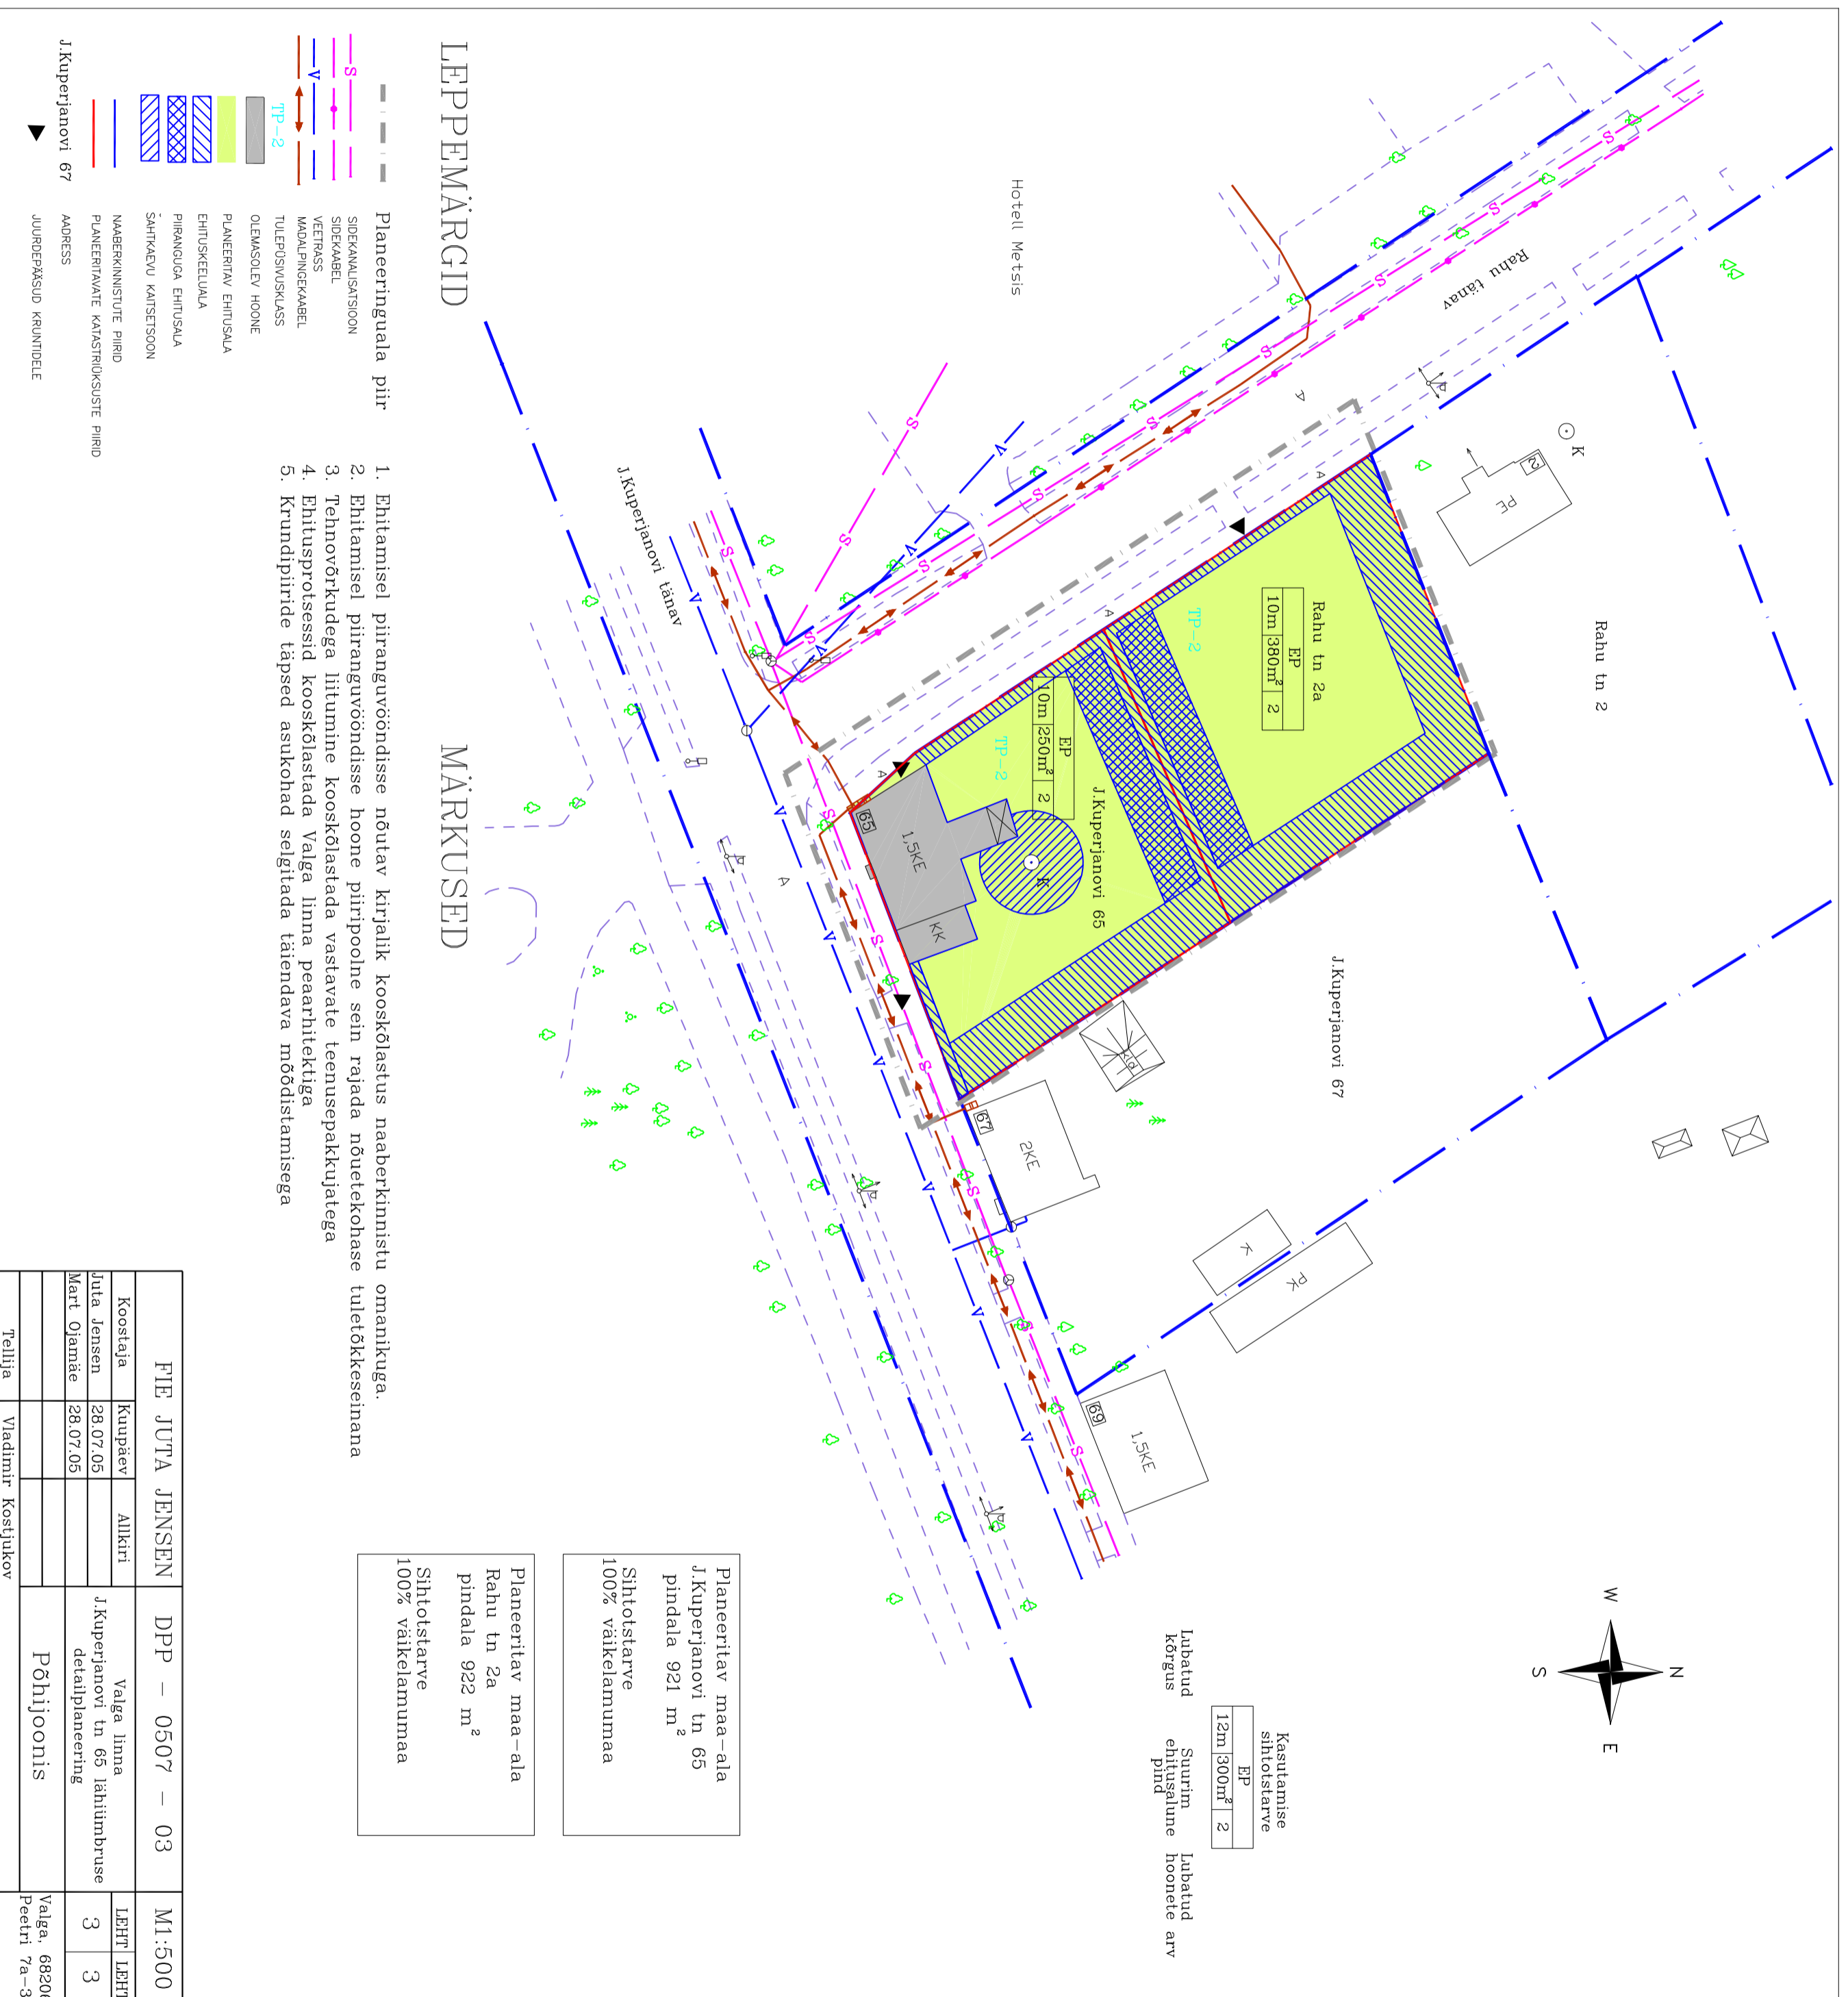 Hotell Metsis
Rahu tänav
Rahu tn 2
K
2
PE
A
A
A
Rahu tn 2a
EP
10m 380m² 2
TP-2
EP
10m 250m² 2
J.Kuperjanovi 65
TP-2
K
65
1,5KE
KK
A
A
J.Kuperjanovi 67
67
2KE
K
PK
69
1,5KE
J.Kuperjanovi tänav
S
V
N
W
E
S
Kasutamise
sihtotstarve
EP
12m 300m² 2
Lubatud
kõrgus
Suurim
ehitusalune
pind
Lubatud
hoonete arv
Planeeritav maa-ala
J.Kuperjanovi tn 65
pindala 921 m²
Sihtotstarve
100% väikelamumaa
Planeeritav maa-ala
Rahu tn 2a
pindala 922 m²
Sihtotstarve
100% väikelamumaa
LEPPEMÄRGID
Planeeringuala piir
S SIDEKANALISATSIOON
SIDEKAABEL
V VEETRASS
MADALPINGEKAABEL
TP-2 TULEPÜSIVUSKLASS
OLEMASOLEV HOONE
PLANEERITAV EHITUSALA
EHITUSKEELUALA
PIIRANGUGA EHITUSALA
ŠAHTKAEVU KAITSETSOON
NAABERKINNISTUTE PIIRID
PLANEERITAVATE KATASTRIÜKSUSTE PIIRID
J.Kuperjanovi 67 AADRESS
JUURDEPÄÄSUD KRUNTIDELE
MÄRKUSED
1. Ehitamisel piiranguvööndisse nõutav kirjalik kooskõlastus naaberkinnistu omanikuga.
2. Ehitamisel piiranguvööndisse hoone piiripoolne sein rajada nõuetekohase tuletõkkeseinana
3. Tehnovõrkudega liitumine kooskõlastada vastavate teenusepakkujatega
4. Ehitusprotsessid kooskõlastada Valga linna peaarhitektiga
5. Krundipiiride täpsed asukohad selgitada täiendava mõõdistamisega
FIE JUTA JENSEN DPP - 0507 - 03 M1:500
Koostaja Kuupäev Allkiri
Juta Jensen 28.07.05
Mart Ojamäe 28.07.05
Tellija Vladimir Kostjukov
Valga linna
J.Kuperjanovi tn 65 lähiümbruse
detailplaneering
Põhijoonis
LEHT LEHT
3 3
Valga, 68206
Peetri 7a-3